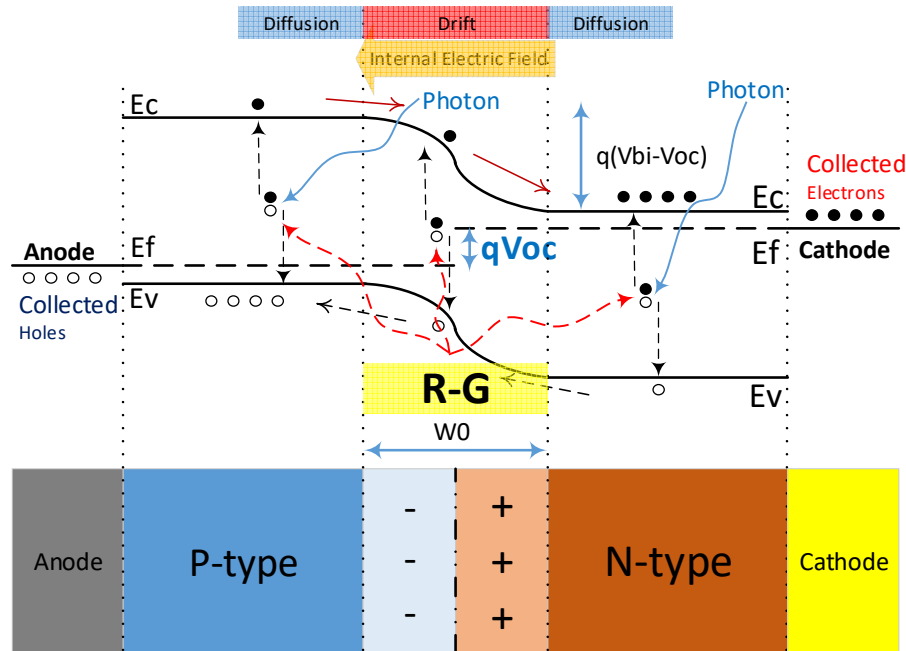 Diffusion
Drift
Diffusion
Internal Electric Field
Ec
Photon
Photon
q(Vbi-Voc)
Collected
Electrons
Ec
Anode
Ef
qVoc
Ef
Cathode
Collected
Holes
Ev
R-G
Ev
W0
Anode
P-type
-
-
-
+
+
+
N-type
Cathode